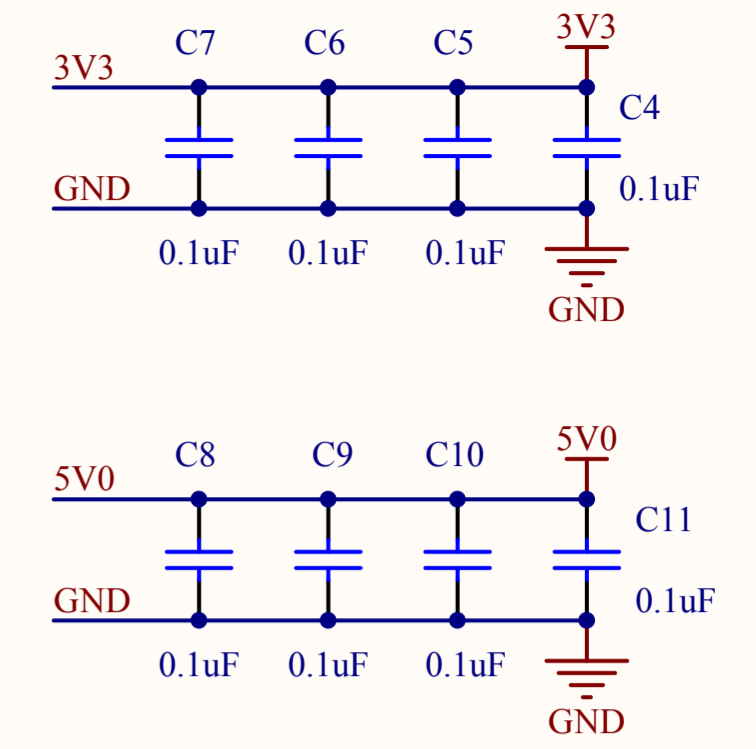 C7 C6 C5 3V3
3V3
C4
GND 0.1uF
0.1uF 0.1uF 0.1uF
GND
C8 C9 C10 5V0
5V0
C11
GND 0.1uF
0.1uF 0.1uF 0.1uF
GND